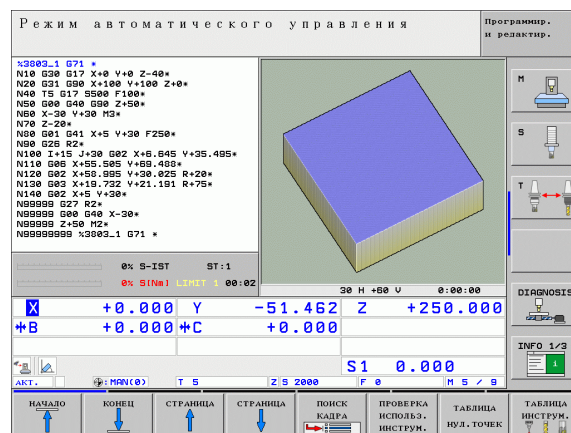 Режим автоматического управления
Программир.
и редактир.
%3803_1 G71 *
N10 G30 G17 X+0 Y+0 Z-40*
N20 G31 G90 X+100 Y+100 Z+0*
N40 T5 G17 S500 F100*
N50 G00 G40 G90 Z+50*
N60 X-30 Y+30 M3*
N70 Z-20*
N80 G01 G41 X+5 Y+30 F250*
N90 G26 R2*
N100 I+15 J+30 G02 X+6.645 Y+35.495*
N110 G06 X+55.505 Y+69.488*
N120 G02 X+58.995 Y+30.025 R+20*
N130 G03 X+19.732 Y+21.191 R+75*
N140 G02 X+5 Y+30*
N99999 G27 R2*
N99999 G00 G40 X-30*
N99999 Z+50 M2*
N99999999 %3803_1 G71 *
M
S
T
DIAGNOSIS
INFO 1/3
0% S-IST ST:1
0% S[Nm] LIMIT 1 00:02
30 H +60 V 0:00:00
X +0.000 Y -51.462 Z +250.000
B +0.000 C +0.000
S1 0.000
АКТ. : MAN(0) T 5 Z S 2000 F 0 M 5 / 9
НАЧАЛО
КОНЕЦ
СТРАНИЦА
СТРАНИЦА
ПОИСК
КАДРА
ПРОВЕРКА
ИСПОЛЬЗ.
ИНСТРУМ.
ТАБЛИЦА
НУЛ. ТОЧЕК
ТАБЛИЦА
ИНСТРУМ.